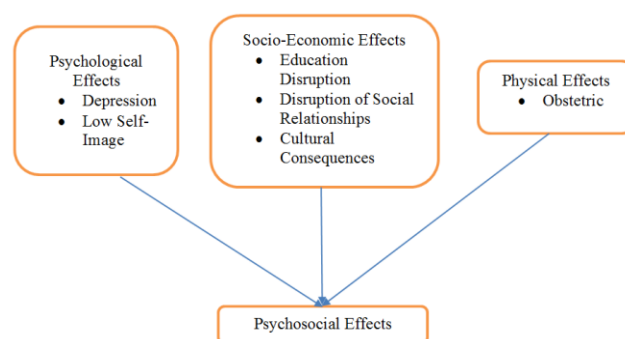 Psychological
Effects
• Depression
• Low Self-
Image
Socio-Economic Effects
• Education
Disruption
• Disruption of Social
Relationships
• Cultural
Consequences
Physical Effects
• Obstetric
Psychosocial Effects